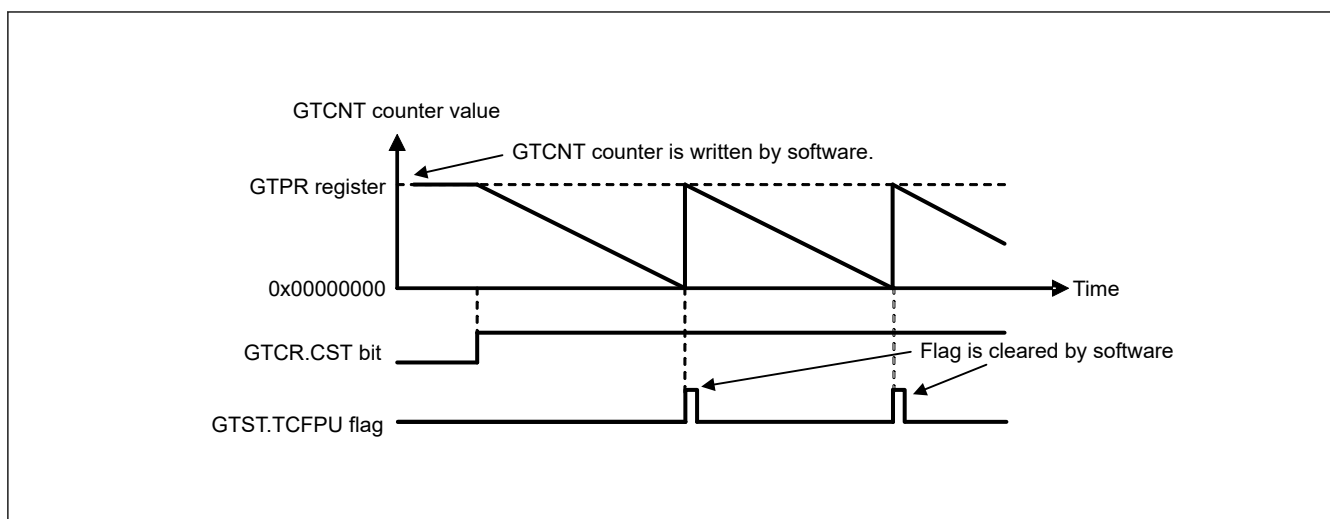 GTCNT counter value
GTCNT counter is written by software.
GTPR register
0x00000000
Time
GTCR.CST bit
Flag is cleared by software
GTST.TCFPU flag